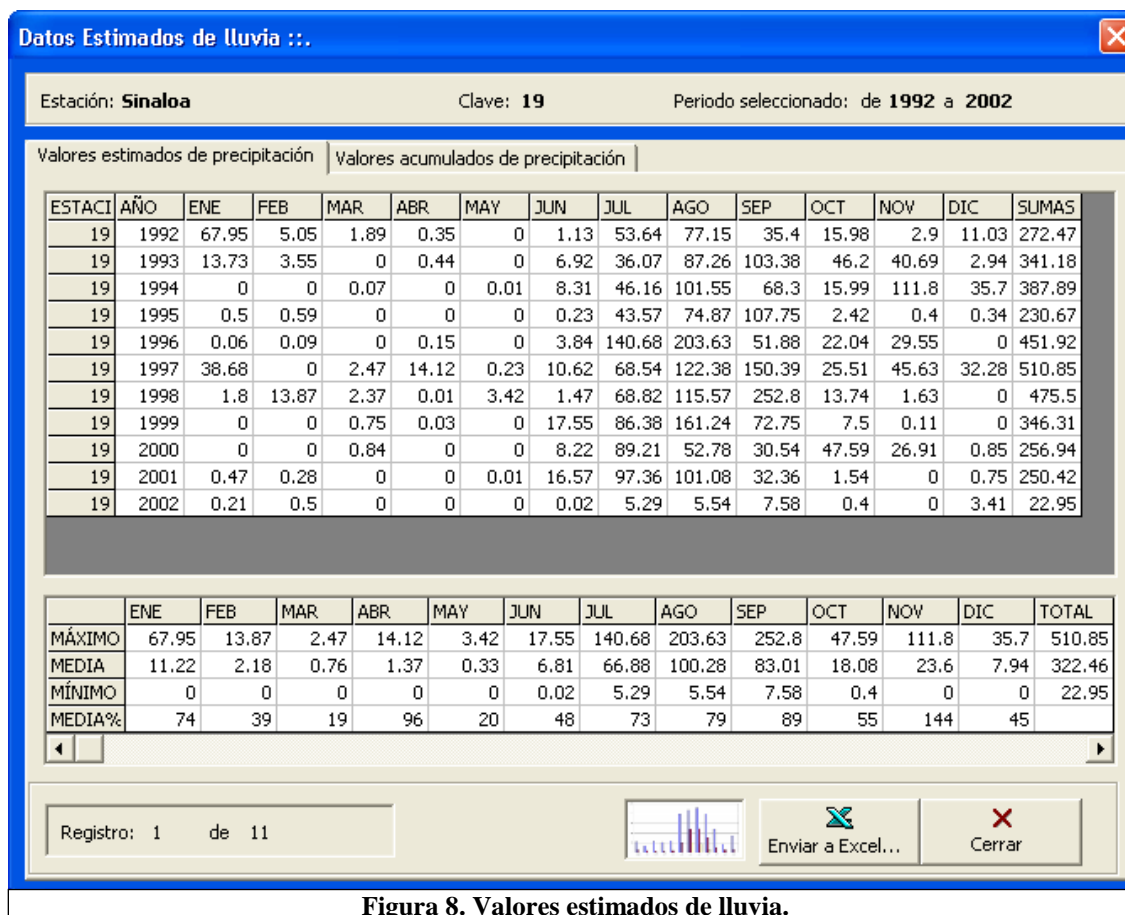 Datos Estimados de lluvia ::.
Estación: Sinaloa Clave: 19 Periodo seleccionado: de 1992 a 2002
Valores estimados de precipitación Valores acumulados de precipitación
ESTACI AÑO ENE FEB MAR ABR MAY JUN JUL AGO SEP OCT NOV DIC SUMAS
19 1992 67.95 5.05 1.89 0.35 0 1.13 53.64 77.15 35.4 15.98 2.9 11.03 272.47
19 1993 13.73 3.55 0 0.44 0 6.92 36.07 87.26 103.38 46.2 40.69 2.94 341.18
19 1994 0 0 0.07 0 0.01 8.31 46.16 101.55 68.3 15.99 111.8 35.7 387.89
19 1995 0.5 0.59 0 0 0 0.23 43.57 74.87 107.75 2.42 0.4 0.34 230.67
19 1996 0.06 0.09 0 0.15 0 3.84 140.68 203.63 51.88 22.04 29.55 0 451.92
19 1997 38.68 0 2.47 14.12 0.23 10.62 68.54 122.38 150.39 25.51 45.63 32.28 510.85
19 1998 1.8 13.87 2.37 0.01 3.42 1.47 68.82 115.57 252.8 13.74 1.63 0 475.5
19 1999 0 0 0.75 0.03 0 17.55 86.38 161.24 72.75 7.5 0.11 0 346.31
19 2000 0 0 0.84 0 0 8.22 89.21 52.78 30.54 47.59 26.91 0.85 256.94
19 2001 0.47 0.28 0 0 0.01 16.57 97.36 101.08 32.36 1.54 0 0.75 250.42
19 2002 0.21 0.5 0 0 0 0.02 5.29 5.54 7.58 0.4 0 3.41 22.95
ENE FEB MAR ABR MAY JUN JUL AGO SEP OCT NOV DIC TOTAL
MÁXIMO 67.95 13.87 2.47 14.12 3.42 17.55 140.68 203.63 252.8 47.59 111.8 35.7 510.85
MEDIA 11.22 2.18 0.76 1.37 0.33 6.81 66.88 100.28 83.01 18.08 23.6 7.94 322.46
MÍNIMO 0 0 0 0 0 0.02 5.29 5.54 7.58 0.4 0 0 22.95
MEDIA% 74 39 19 96 20 48 73 79 89 55 144 45
Registro: 1 de 11
Enviar a Excel...
Cerrar
Figura 8. Valores estimados de lluvia.